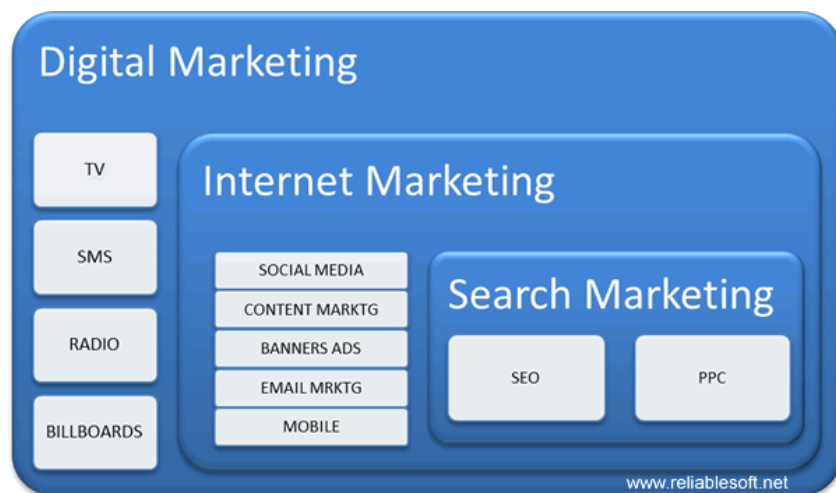 Digital Marketing
TV
SMS
RADIO
BILLBOARDS
Internet Marketing
SOCIAL MEDIA
CONTENT MARKTG
BANNERS ADS
EMAIL MRKTG
MOBILE
Search Marketing
SEO
PPC
www.reliablesoft.net